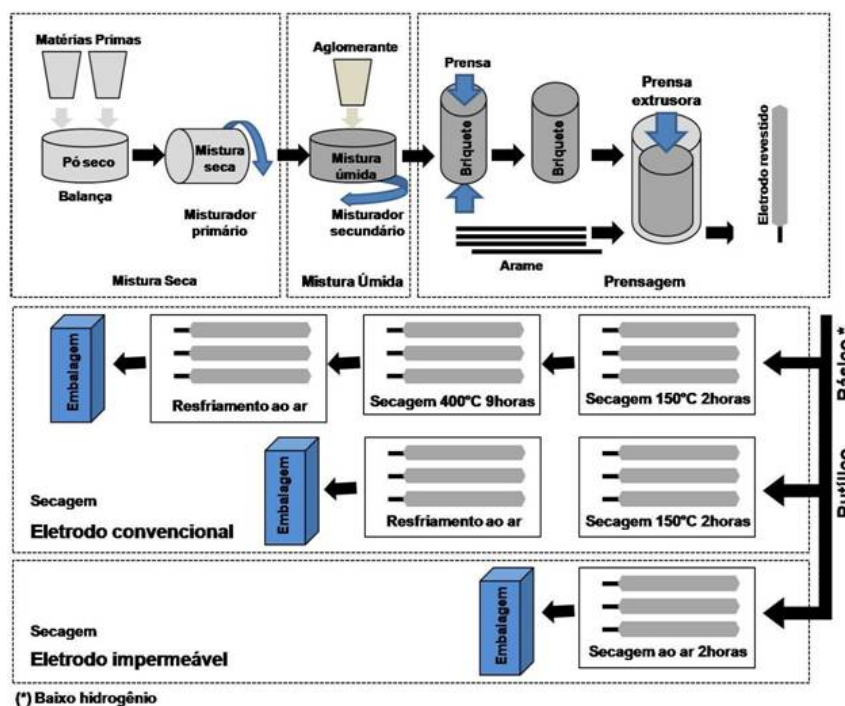 Matérias Primas
Pó seco
Balança
Mistura
seca
Misturador
primário
Mistura Seca
Aglomerante
Mistura
úmida
Misturador
secundário
Mistura Úmida
Prensa
Briquete
Briquete
Prensa
extrusora
Eletrodo revestido
Arame
Prensagem
Básico *
Embalagem
Resfriamento ao ar
Secagem 400°C 9horas
Secagem 150°C 2horas
Rutílico
Embalagem
Resfriamento ao ar
Secagem 150°C 2horas
Secagem
Eletrodo convencional
Embalagem
Secagem ao ar 2horas
Secagem
Eletrodo impermeável
(*) Baixo hidrogênio